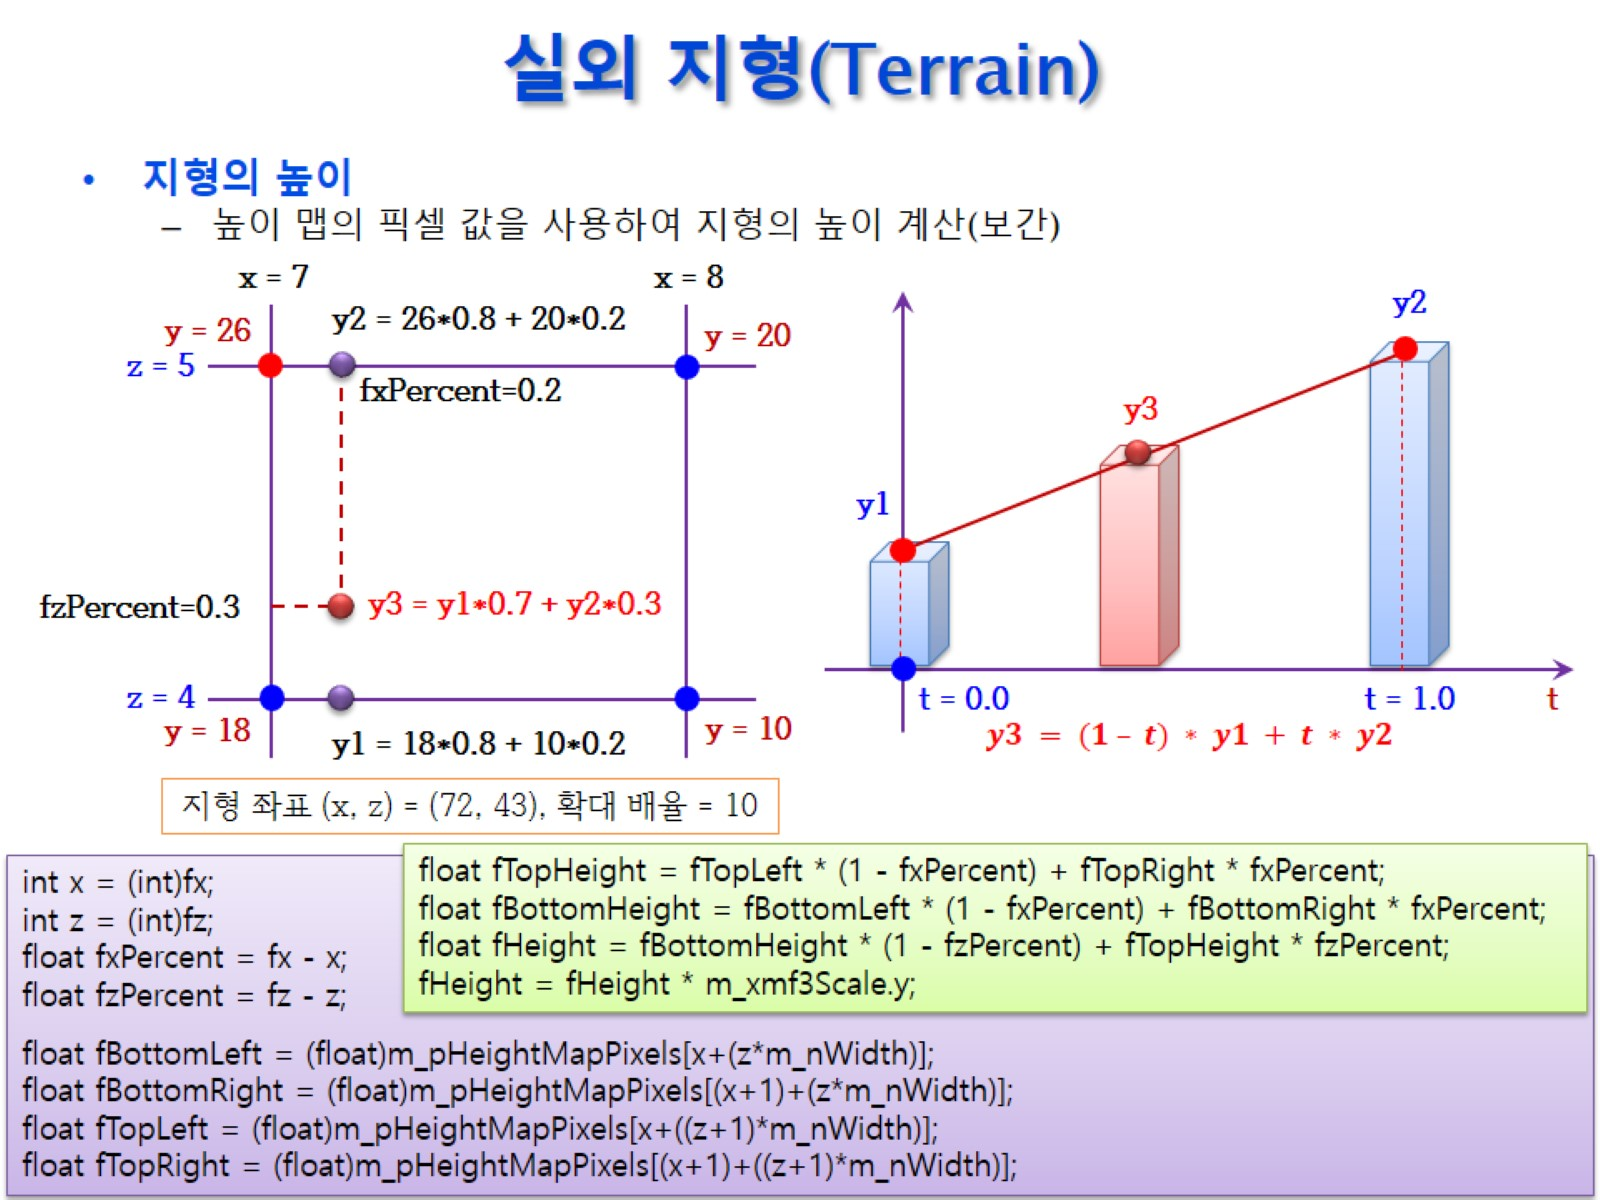 실외 지형(Terrain)
• 지형의 높이
– 높이 맵의 픽셀 값을 사용하여 지형의 높이 계산(보간)
x = 7
x = 8
y = 26
y2 = 26*0.8 + 20*0.2
y = 20
z = 5
fxPercent=0.2
fzPercent=0.3
y3 = y1*0.7 + y2*0.3
z = 4
y = 18
y1 = 18*0.8 + 10*0.2
y = 10
지형 좌표 (x, z) = (72, 43), 확대 배율 = 10
y1
y3
y2
t = 0.0
t = 1.0
t
y3 = (1 – t) * y1 + t * y2
int x = (int)fx;
int z = (int)fz;
float fxPercent = fx - x;
float fzPercent = fz - z;
float fTopHeight = fTopLeft * (1 - fxPercent) + fTopRight * fxPercent;
float fBottomHeight = fBottomLeft * (1 - fxPercent) + fBottomRight * fxPercent;
float fHeight = fBottomHeight * (1 - fzPercent) + fTopHeight * fzPercent;
fHeight = fHeight * m_xmf3Scale.y;
float fBottomLeft = (float)m_pHeightMapPixels[x+(z*m_nWidth)];
float fBottomRight = (float)m_pHeightMapPixels[(x+1)+(z*m_nWidth)];
float fTopLeft = (float)m_pHeightMapPixels[x+((z+1)*m_nWidth)];
float fTopRight = (float)m_pHeightMapPixels[(x+1)+((z+1)*m_nWidth)];